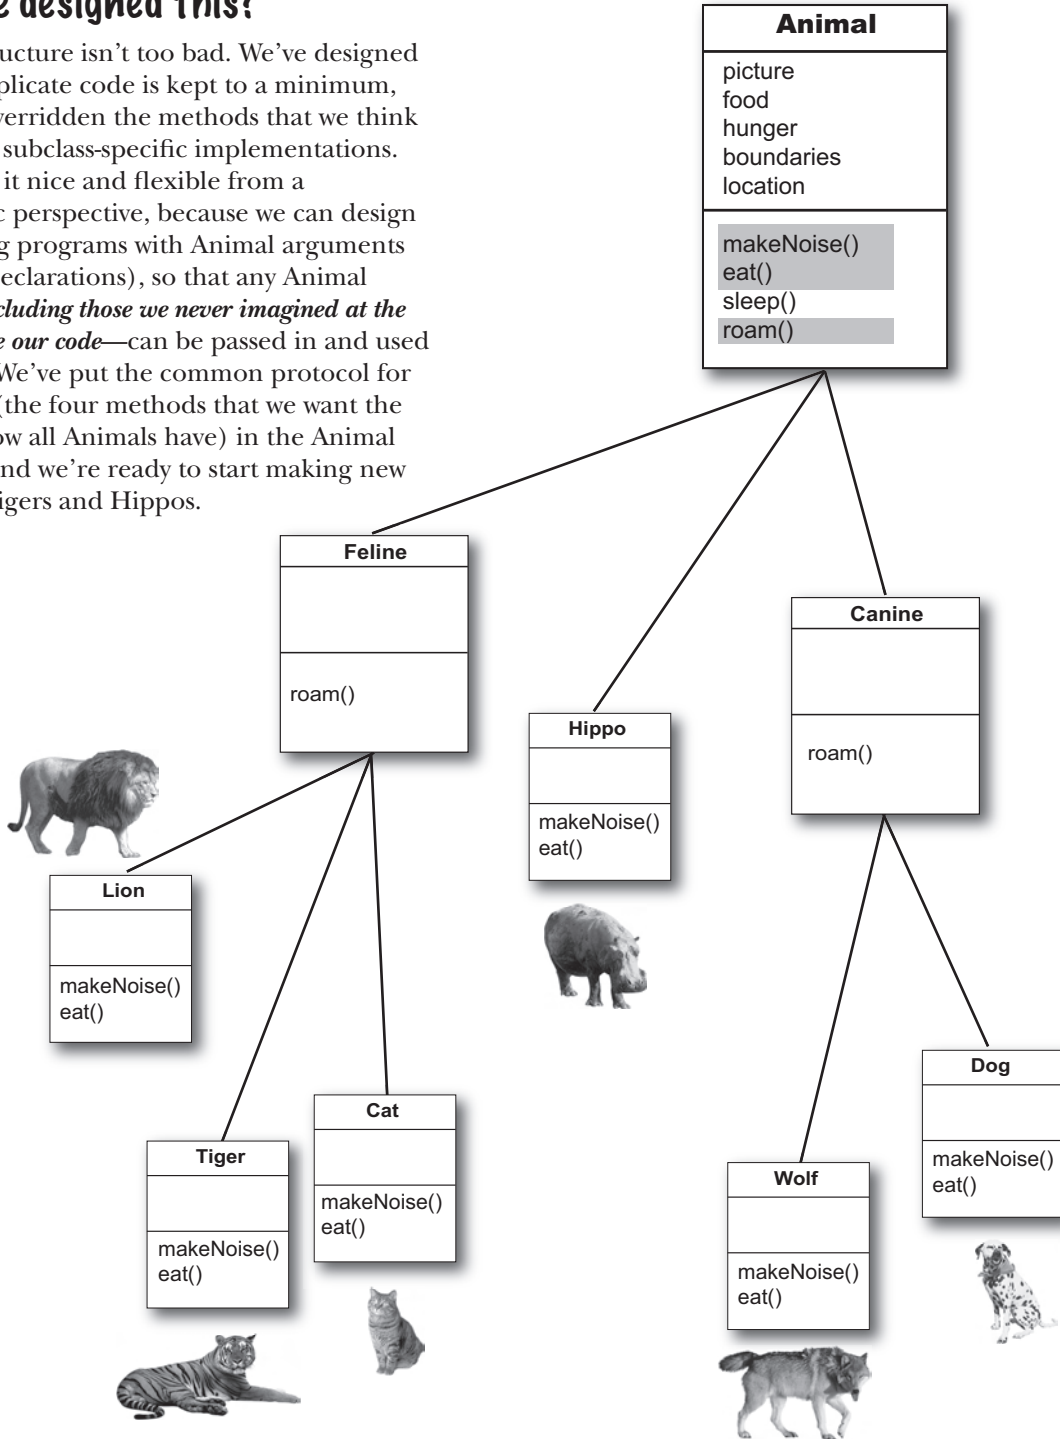 designed this?
ucture isn't too bad. We've designed
plicate code is kept to a minimum,
verridden the methods that we think
subclass-specific implementations.
it nice and flexible from a
perspective, because we can design
g programs with Animal arguments
eclarations), so that any Animal
cluding those we never imagined at the
e our code—can be passed in and used
We've put the common protocol for
(the four methods that we want the
ow all Animals have) in the Animal
nd we're ready to start making new
igers and Hippos.
Animal
picture
food
hunger
boundaries
location
makeNoise()
eat()
sleep()
roam()
Feline
roam()
Hippo
makeNoise()
eat()
Canine
roam()
Lion
makeNoise()
eat()
Tiger
makeNoise()
eat()
Cat
makeNoise()
eat()
Wolf
makeNoise()
eat()
Dog
makeNoise()
eat()